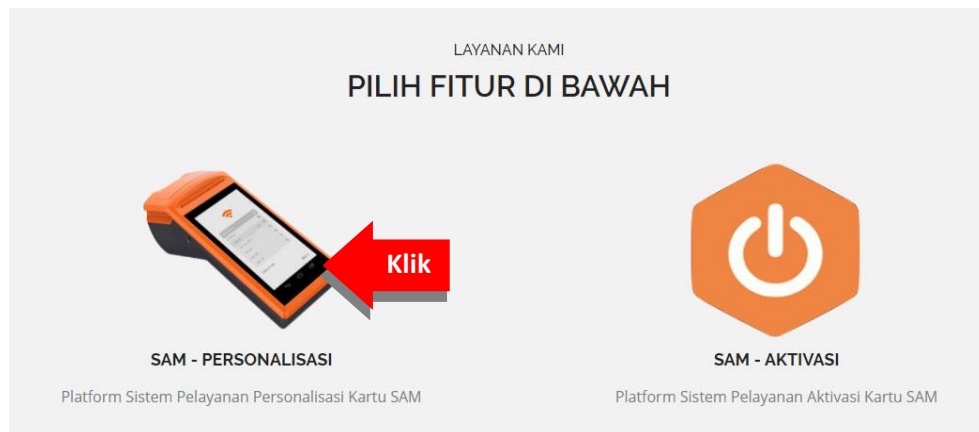 LAYANAN KAMI
PILIH FITUR DI BAWAH
Klik
SAM - PERSONALISASI
SAM - AKTIVASI
Platform Sistem Pelayanan Personalisasi Kartu SAM
Platform Sistem Pelayanan Aktivasi Kartu SAM